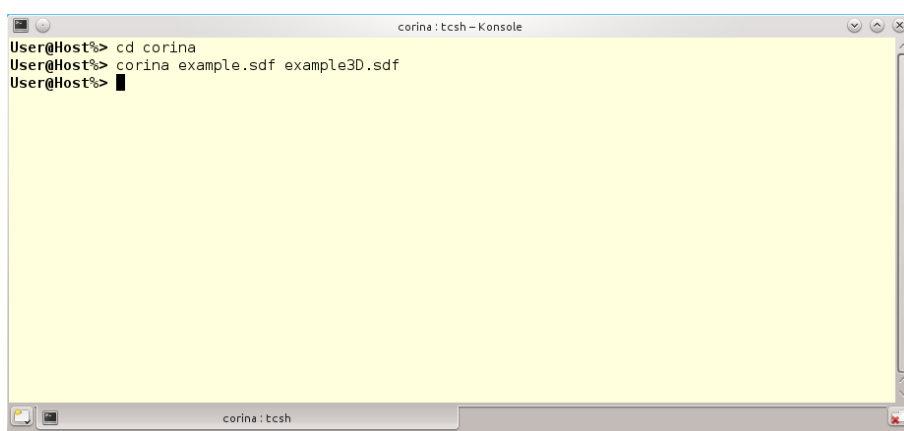 corina : tcsh – Konsole
User@Host%> cd corina
User@Host%> corina example.sdf example3D.sdf
User@Host%>
corina : tcsh